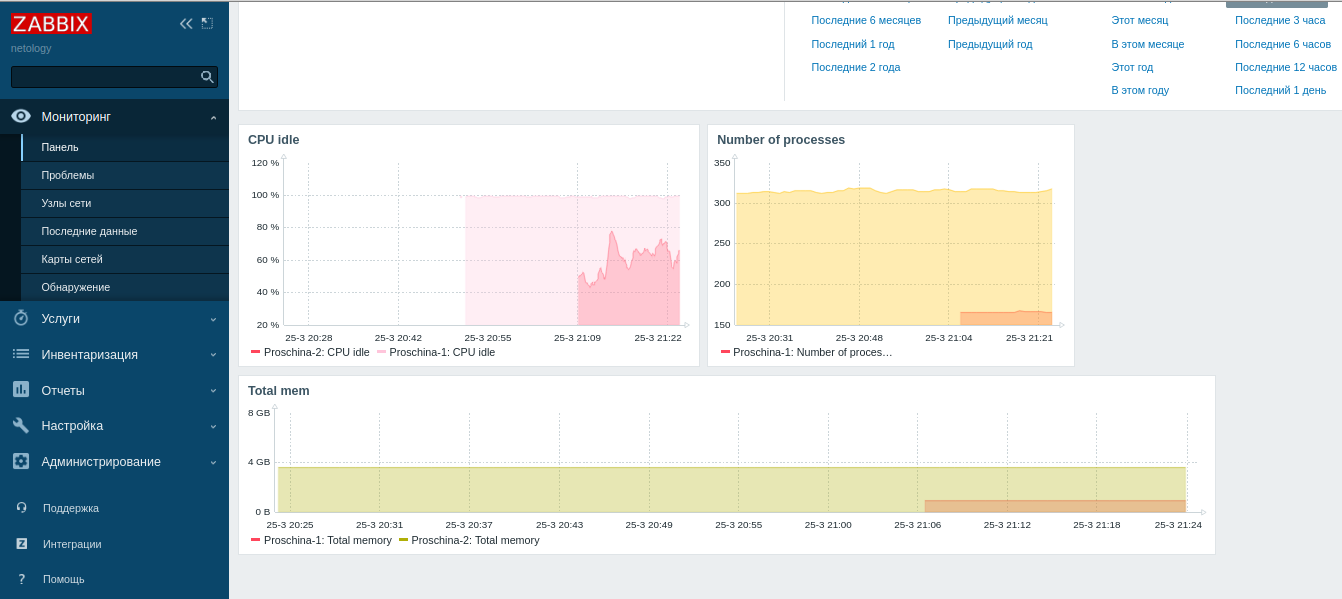 ZABBIX
netology
Мониторинг
Панель
Проблемы
Узлы сети
Последние данные
Карты сетей
Обнаружение
Услуги
Инвентаризация
Отчеты
Настройка
Администрирование
Поддержка
Z Интеграции
? Помощь
Последние 6 месяцев Предыдущий месяц Этот месяц Последние 3 часа
Последний 1 год Предыдущий год В этом месяце Последние 6 часов
Последние 2 года Этот год Последние 12 часов
В этом году Последний 1 день
CPU idle
120 %
100 %
80 %
60 %
40 %
20 %
25-3 20:28 25-3 20:42 25-3 20:55 25-3 21:09 25-3 21:22
Proschina-2: CPU idle Proschina-1: CPU idle
Number of processes
350
300
250
200
150
25-3 20:31 25-3 20:48 25-3 21:04 25-3 21:21
Proschina-1: Number of proces…
Total mem
8 GB
4 GB
0 B
25-3 20:25 25-3 20:31 25-3 20:37 25-3 20:43 25-3 20:49 25-3 20:55 25-3 21:00 25-3 21:06 25-3 21:12 25-3 21:18 25-3 21:24
Proschina-1: Total memory Proschina-2: Total memory